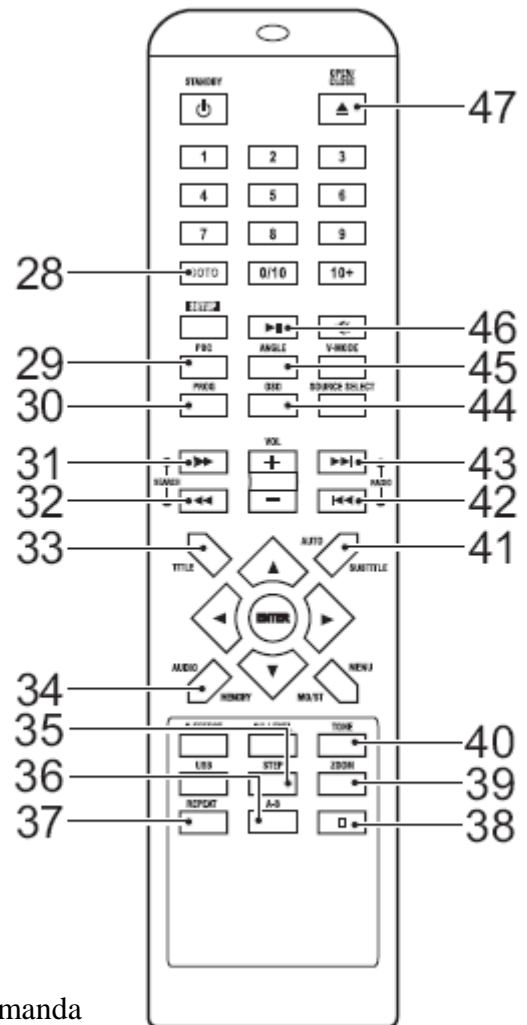 STANDBY OPEN/CLOSE
47
1 2 3
4 5 6
7 8 9
28 GOTO 0/10 10+
SETUP
46
29 PBC ANGLE V-MODE 45
30 PROG OSD SOURCE SELECT 44
31 VOL 43
SEARCH + RADIO
32 - 42
33 TITLE AUTO SUBTITLE 41
ENTER
34 AUDIO MEMORY MO/ST MENU
35 TONE 40
36 USB STEP ZOOM 39
37 REPEAT A-B 38
manda